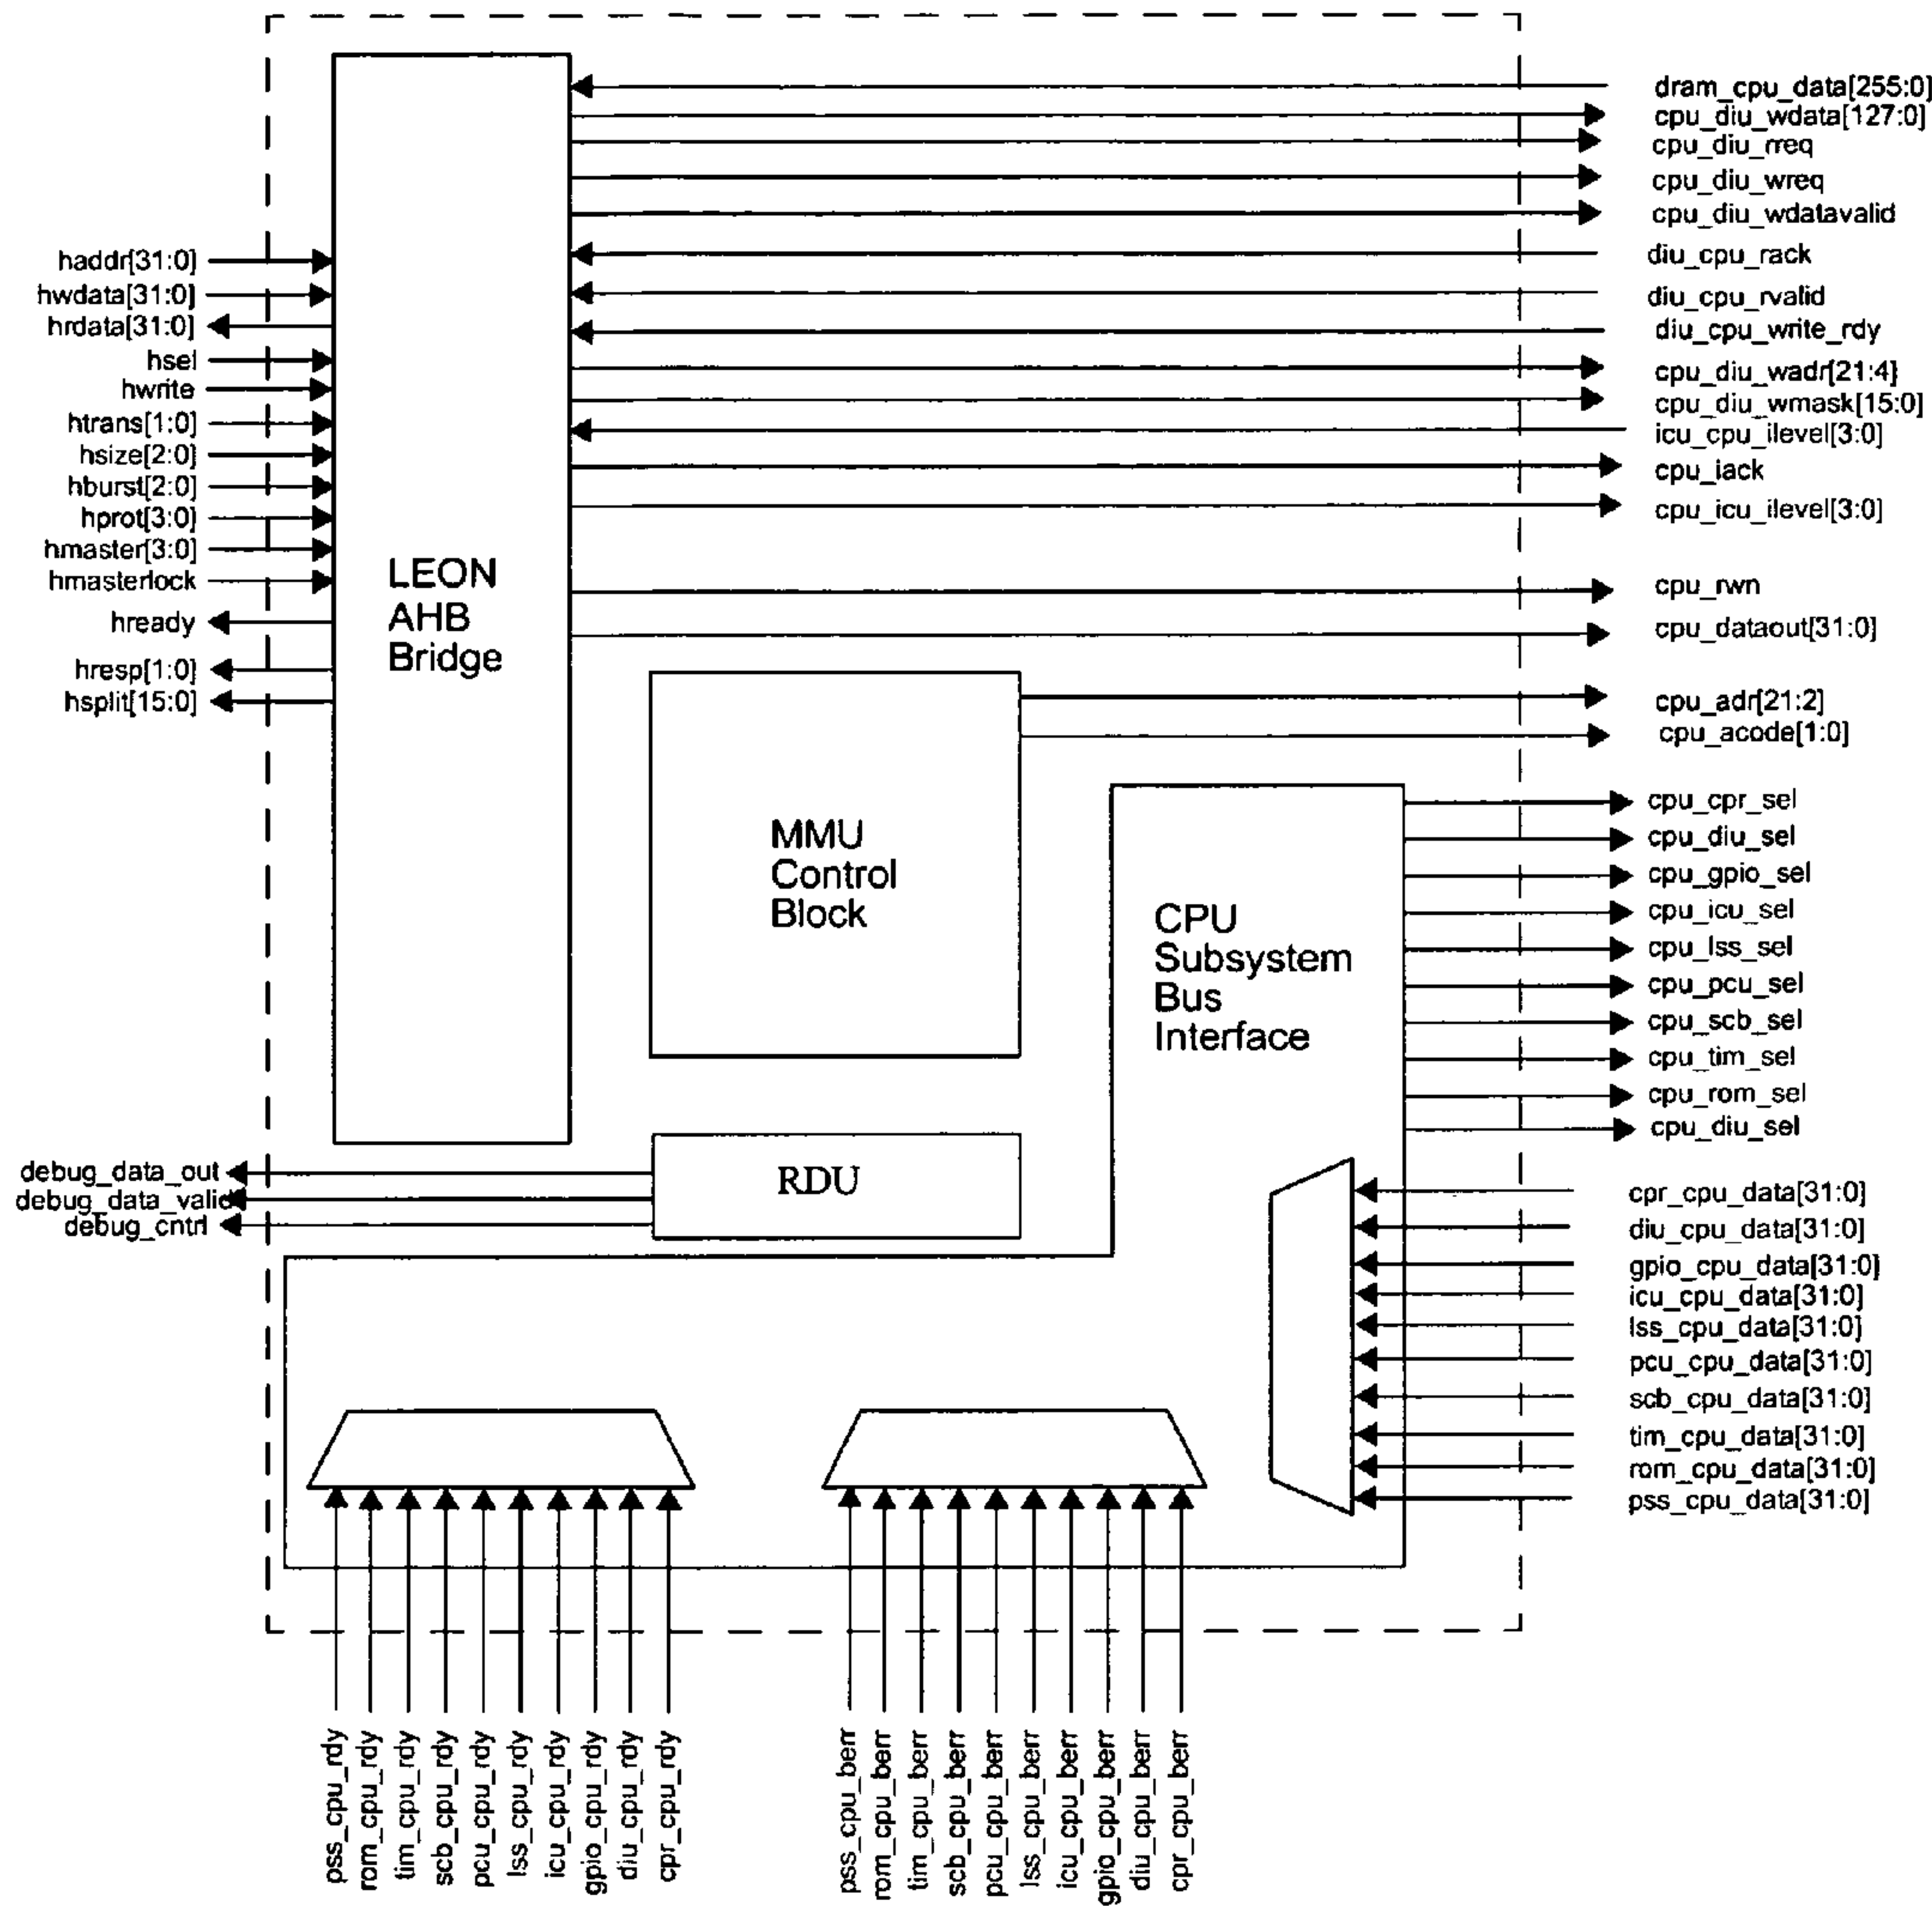 haddr[31:0]
hwdata[31:0]
hrdata[31:0]
hsel
hwrite
htrans[1:0]
hsize[2:0]
hburst[2:0]
hprot[3:0]
hmaster[3:0]
hmasterlock
hready
hresp[1:0]
hsplit[15:0]
debug_data_out
debug_data_valid
debug_cntrl
LEON
AHB
Bridge
MMU
Control
Block
RDU
CPU
Subsystem
Bus
Interface
dram_cpu_data[255:0]
cpu_diu_wdata[127:0]
cpu_diu_rreq
cpu_diu_wreq
cpu_diu_wdatavalid
diu_cpu_rack
diu_cpu_rvalid
diu_cpu_write_rdy
cpu_diu_wadr[21:4]
cpu_diu_wmask[15:0]
icu_cpu_ilevel[3:0]
cpu_iack
cpu_icu_ilevel[3:0]
cpu_rwn
cpu_dataout[31:0]
cpu_adr[21:2]
cpu_acode[1:0]
cpu_cpr_sel
cpu_diu_sel
cpu_gpio_sel
cpu_icu_sel
cpu_lss_sel
cpu_pcu_sel
cpu_scb_sel
cpu_tim_sel
cpu_rom_sel
cpu_diu_sel
cpr_cpu_data[31:0]
diu_cpu_data[31:0]
gpio_cpu_data[31:0]
icu_cpu_data[31:0]
lss_cpu_data[31:0]
pcu_cpu_data[31:0]
scb_cpu_data[31:0]
tim_cpu_data[31:0]
rom_cpu_data[31:0]
pss_cpu_data[31:0]
pss_cpu_rdy
rom_cpu_rdy
tim_cpu_rdy
scb_cpu_rdy
pcu_cpu_rdy
lss_cpu_rdy
icu_cpu_rdy
gpio_cpu_rdy
diu_cpu_rdy
cpr_cpu_rdy
pss_cpu_berr
rom_cpu_berr
tim_cpu_berr
scb_cpu_berr
pcu_cpu_berr
lss_cpu_berr
icu_cpu_berr
gpio_cpu_berr
diu_cpu_berr
cpr_cpu_berr